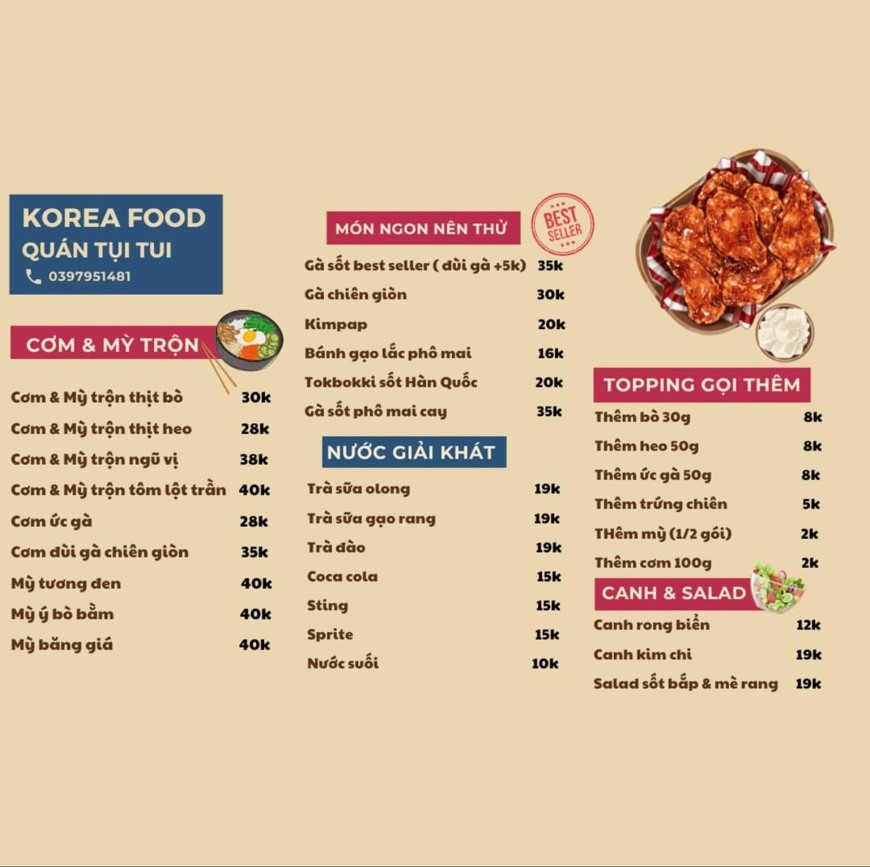 KOREA FOOD
QUÁN TỤI TUI
0397951481
CƠM & MỲ TRỘN
Cơm & Mỳ trộn thịt bò 30k
Cơm & Mỳ trộn thịt heo 28k
Cơm & Mỳ trộn ngũ vị 38k
Cơm & Mỳ trộn tôm lột trần 40k
Cơm ức gà 28k
Cơm đùi gà chiên giòn 35k
Mỳ tương đen 40k
Mỳ ý bò bằm 40k
Mỳ băng giá 40k
MÓN NGON NÊN THỬ
BEST
SELLER
Gà sốt best seller ( đùi gà +5k) 35k
Gà chiên giòn 30k
Kimpap 20k
Bánh gạo lắc phô mai 16k
Tokbokki sốt Hàn Quốc 20k
Gà sốt phô mai cay 35k
NƯỚC GIẢI KHÁT
Trà sữa olong 19k
Trà sữa gạo rang 19k
Trà đào 19k
Coca cola 15k
Sting 15k
Sprite 15k
Nước suối 10k
TOPPING GỌI THÊM
Thêm bò 30g 8k
Thêm heo 50g 8k
Thêm ức gà 50g 8k
Thêm trứng chiên 5k
THêm mỳ (1/2 gói) 2k
Thêm cơm 100g 2k
CANH & SALAD
Canh rong biển 12k
Canh kim chi 19k
Salad sốt bắp & mè rang 19k